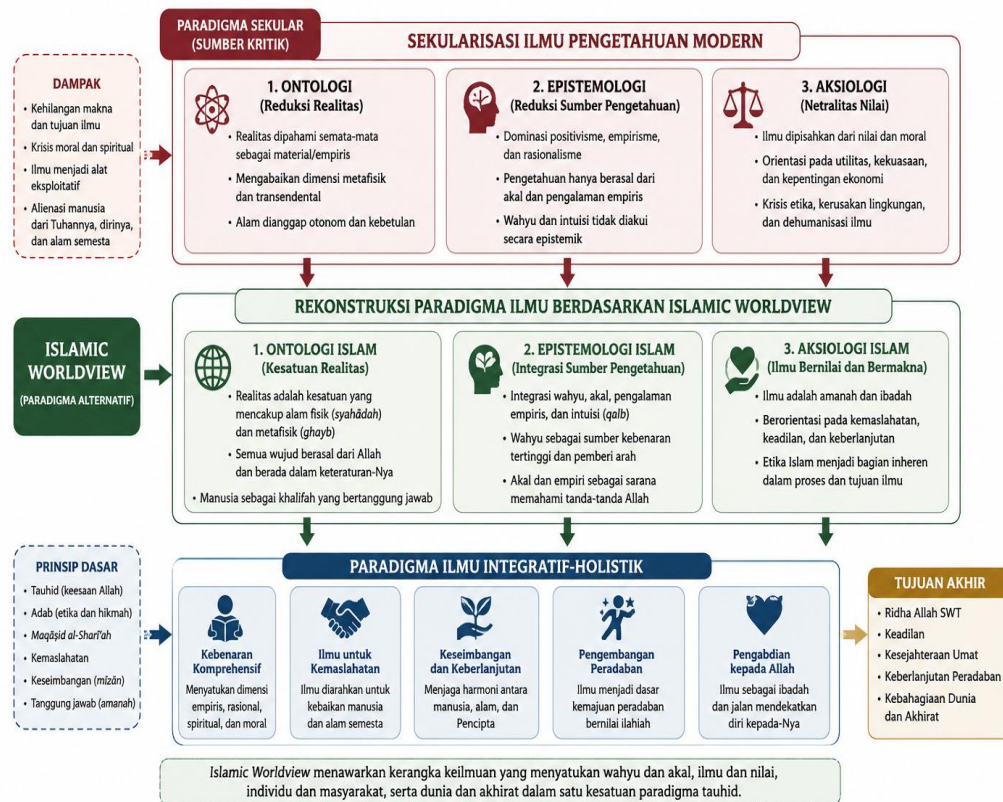 PARADIGMA SEKULAR
(SUMBER KRITIK)
SEKULARISASI ILMU PENGETAHUAN MODERN
DAMPAK
• Kehilangan makna
dan tujuan ilmu
• Krisis moral dan spiritual
• Ilmu menjadi alat
eksploitatif
• Alienasi manusia
dari Tuhannya, dirinya,
dan alam semesta
1. ONTOLOGI
(Reduksi Realitas)
• Realitas dipahami semata-mata
sebagai material/empiris
• Mengabaikan dimensi metafisik
dan transendental
• Alam dianggap otonom dan kebetulan
2. EPISTEMOLOGI
(Reduksi Sumber Pengetahuan)
• Dominasi positivisme, empirisme,
dan rasionalisme
• Pengetahuan hanya berasal dari
akal dan pengalaman empiris
• Wahyu dan intuisi tidak diakui
secara epistemik
3. AKSIOLOGI
(Netralitas Nilai)
• Ilmu dipisahkan dari nilai dan moral
• Orientasi pada utilitas, kekuasaan,
dan kepentingan ekonomi
• Krisis etika, kerusakan lingkungan,
dan dehumanisasi ilmu
REKONSTRUKSI PARADIGMA ILMU BERDASARKAN ISLAMIC WORLDVIEW
ISLAMIC
WORLDVIEW
(PARADIGMA ALTERNATIF)
1. ONTOLOGI ISLAM
(Kesatuan Realitas)
• Realitas adalah kesatuan yang
mencakup alam fisik (syahādah)
dan metafisik (ghayb)
• Semua wujud berasal dari Allah
dan berada dalam keteraturan-Nya
• Manusia sebagai khalifah yang bertanggung jawab
2. EPISTEMOLOGI ISLAM
(Integrasi Sumber Pengetahuan)
• Integrasi wahyu, akal, pengalaman
empiris, dan intuisi (qalb)
• Wahyu sebagai sumber kebenaran
tertinggi dan pemberi arah
• Akal dan empiri sebagai sarana
memahami tanda-tanda Allah
3. AKSIOLOGI ISLAM
(Ilmu Bernilai dan Bermakna)
• Ilmu adalah amanah dan ibadah
• Berorientasi pada kemaslahatan,
keadilan, dan keberlanjutan
• Etika Islam menjadi bagian inheren
dalam proses dan tujuan ilmu
PRINSIP DASAR
• Tauhid (keesaan Allah)
• Adab (etika dan hikmah)
• Maqāṣid al-Sharī'ah
• Kemaslahatan
• Keseimbangan (mīzān)
• Tanggung jawab (amanah)
PARADIGMA ILMU INTEGRATIF-HOLISTIK
Kebenaran
Komprehensif
Menyatukan dimensi
empiris, rasional,
spiritual, dan moral
Ilmu untuk
Kemaslahatan
Ilmu diarahkan untuk
kebaikan manusia
dan alam semesta
Keseimbangan
dan Keberlanjutan
Menjaga harmoni antara
manusia, alam, dan
Pencipta
Pengembangan
Peradaban
Ilmu menjadi dasar
kemajuan peradaban
bernilai ilahiah
Pengabdian
kepada Allah
Ilmu sebagai ibadah
dan jalan mendekatkan
diri kepada-Nya
TUJUAN AKHIR
• Ridha Allah SWT
• Keadilan
• Kesejahteraan Umat
• Keberlanjutan Peradaban
• Kebahagiaan Dunia
dan Akhirat
Islamic Worldview menawarkan kerangka keilmuan yang menyatukan wahyu dan akal, ilmu dan nilai,
individu dan masyarakat, serta dunia dan akhirat dalam satu kesatuan paradigma tauhid.